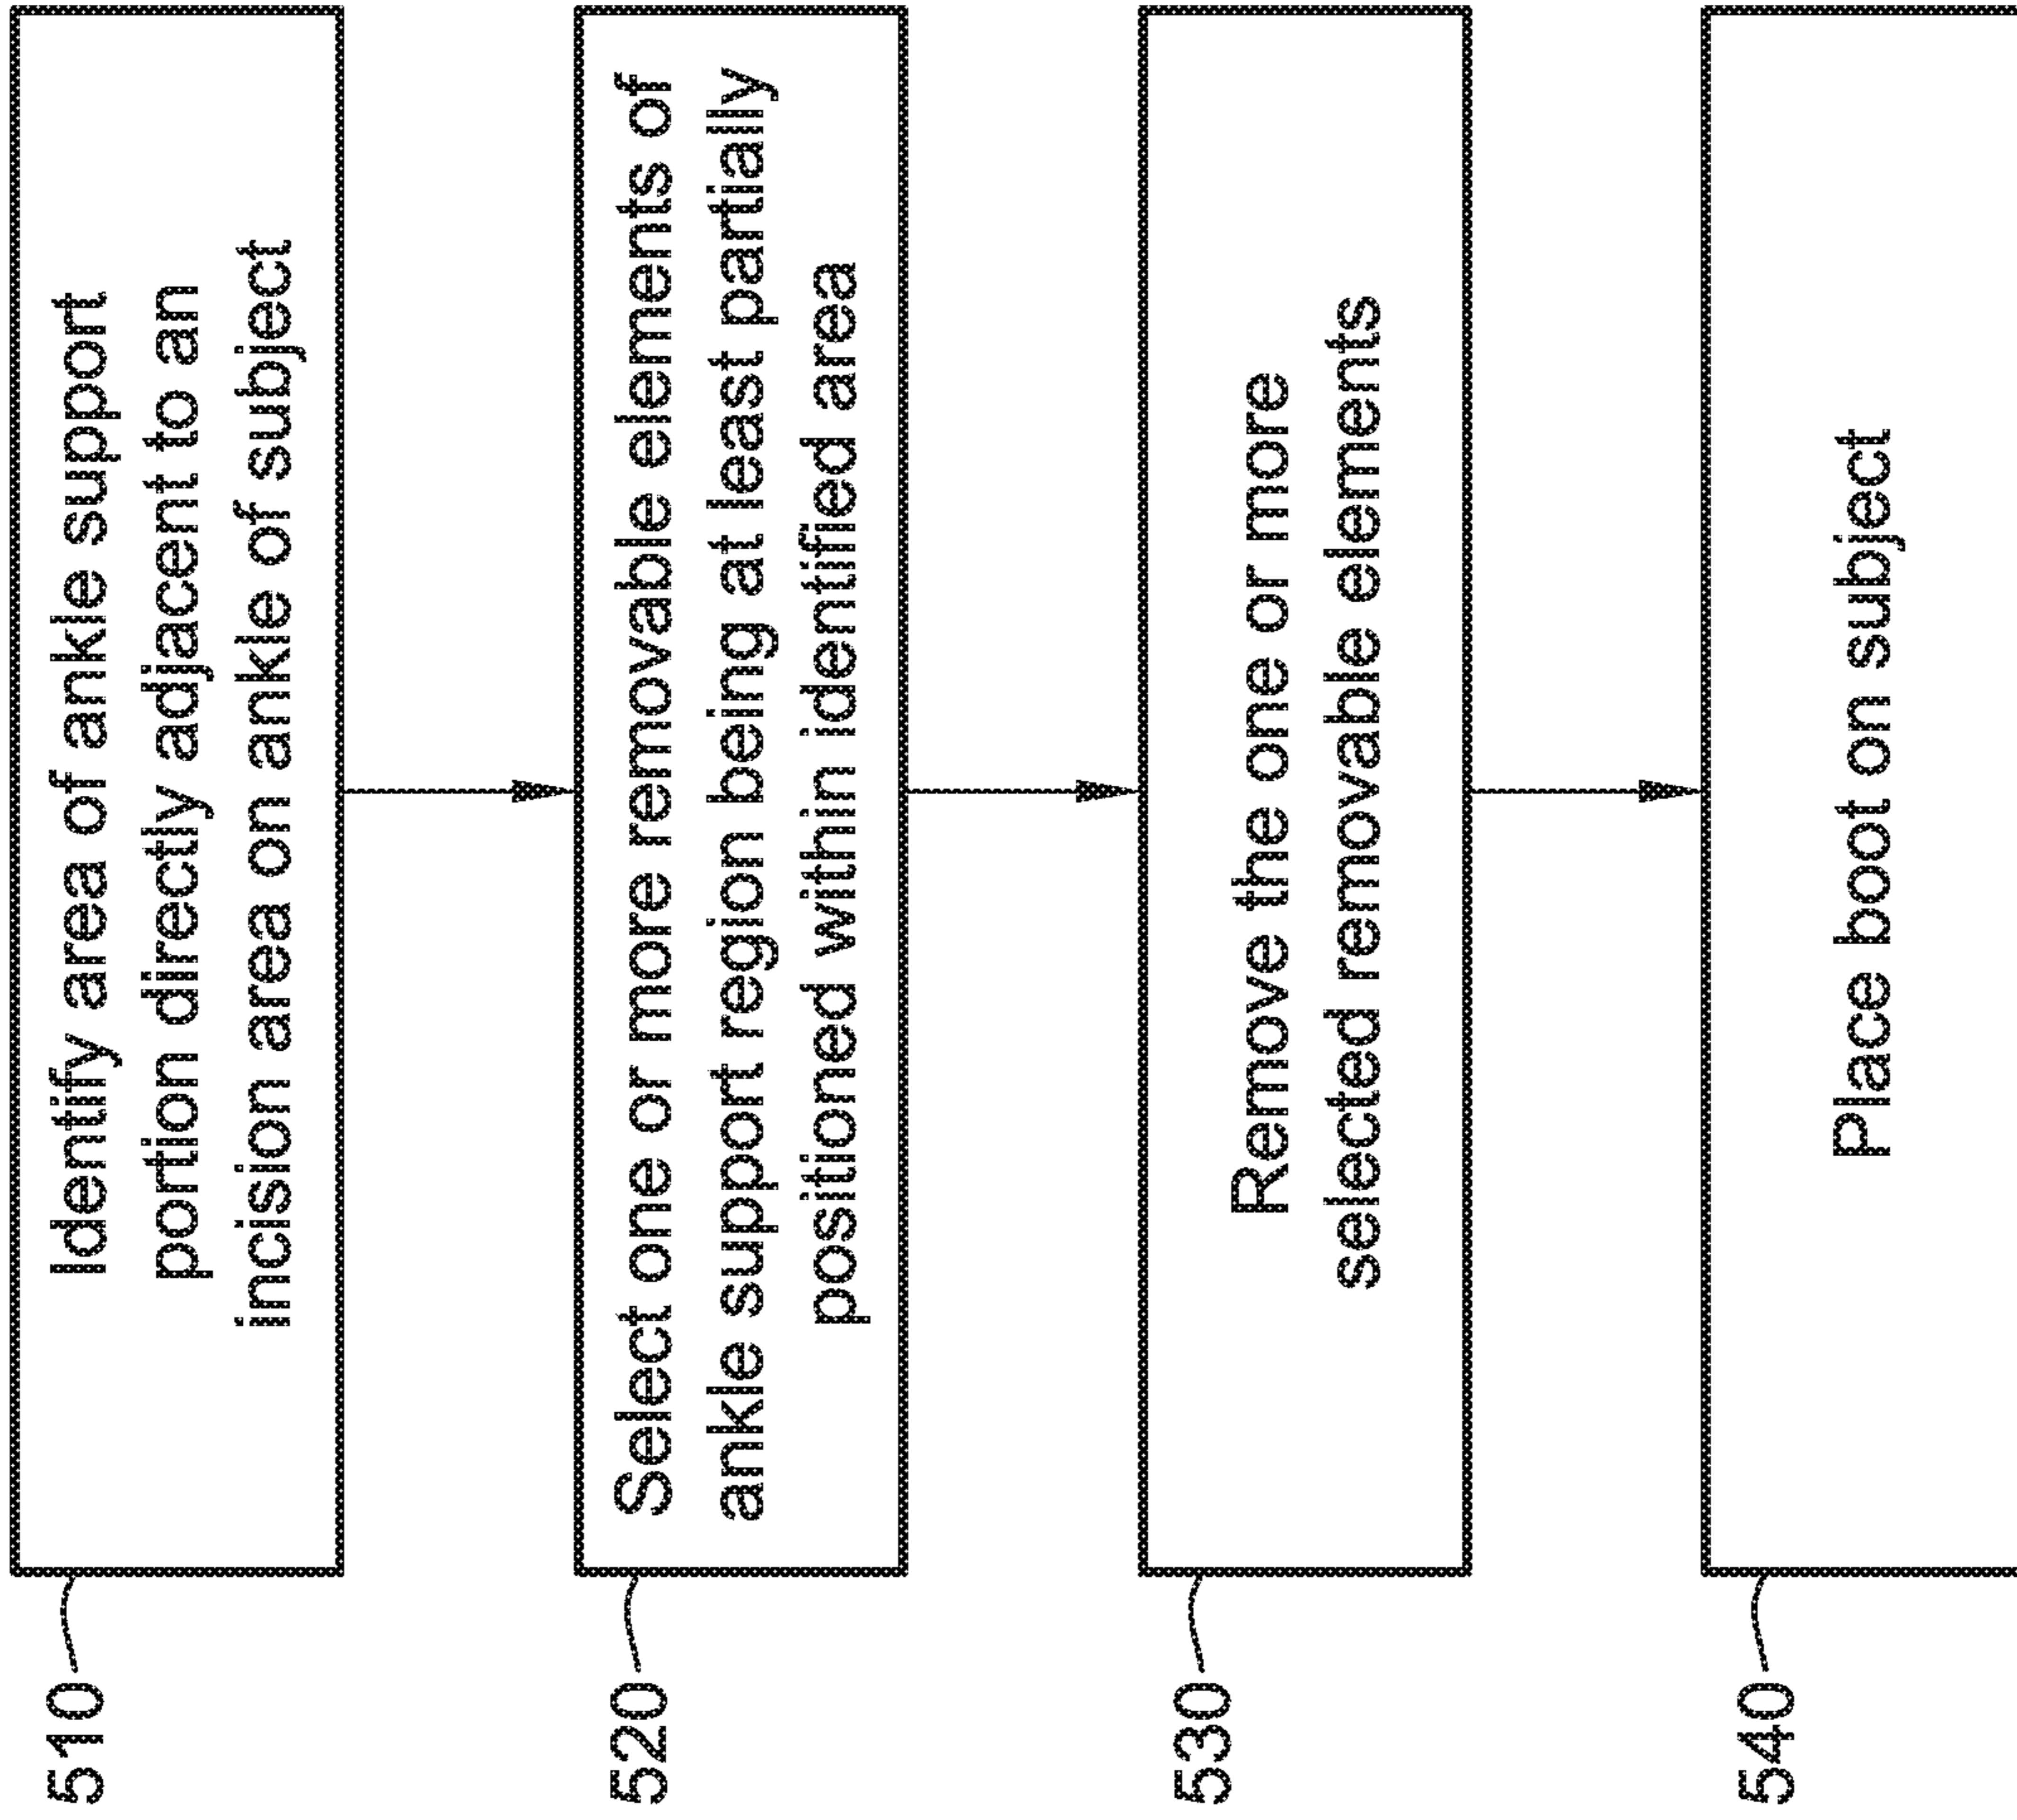 510
Identify area of ankle support
portion directly adjacent to an
incision area on ankle of subject
520
Select one or more removable elements of
ankle support region being at least partially
positioned within identified area
530
Remove the one or more
selected removable elements
540
Place boot on subject